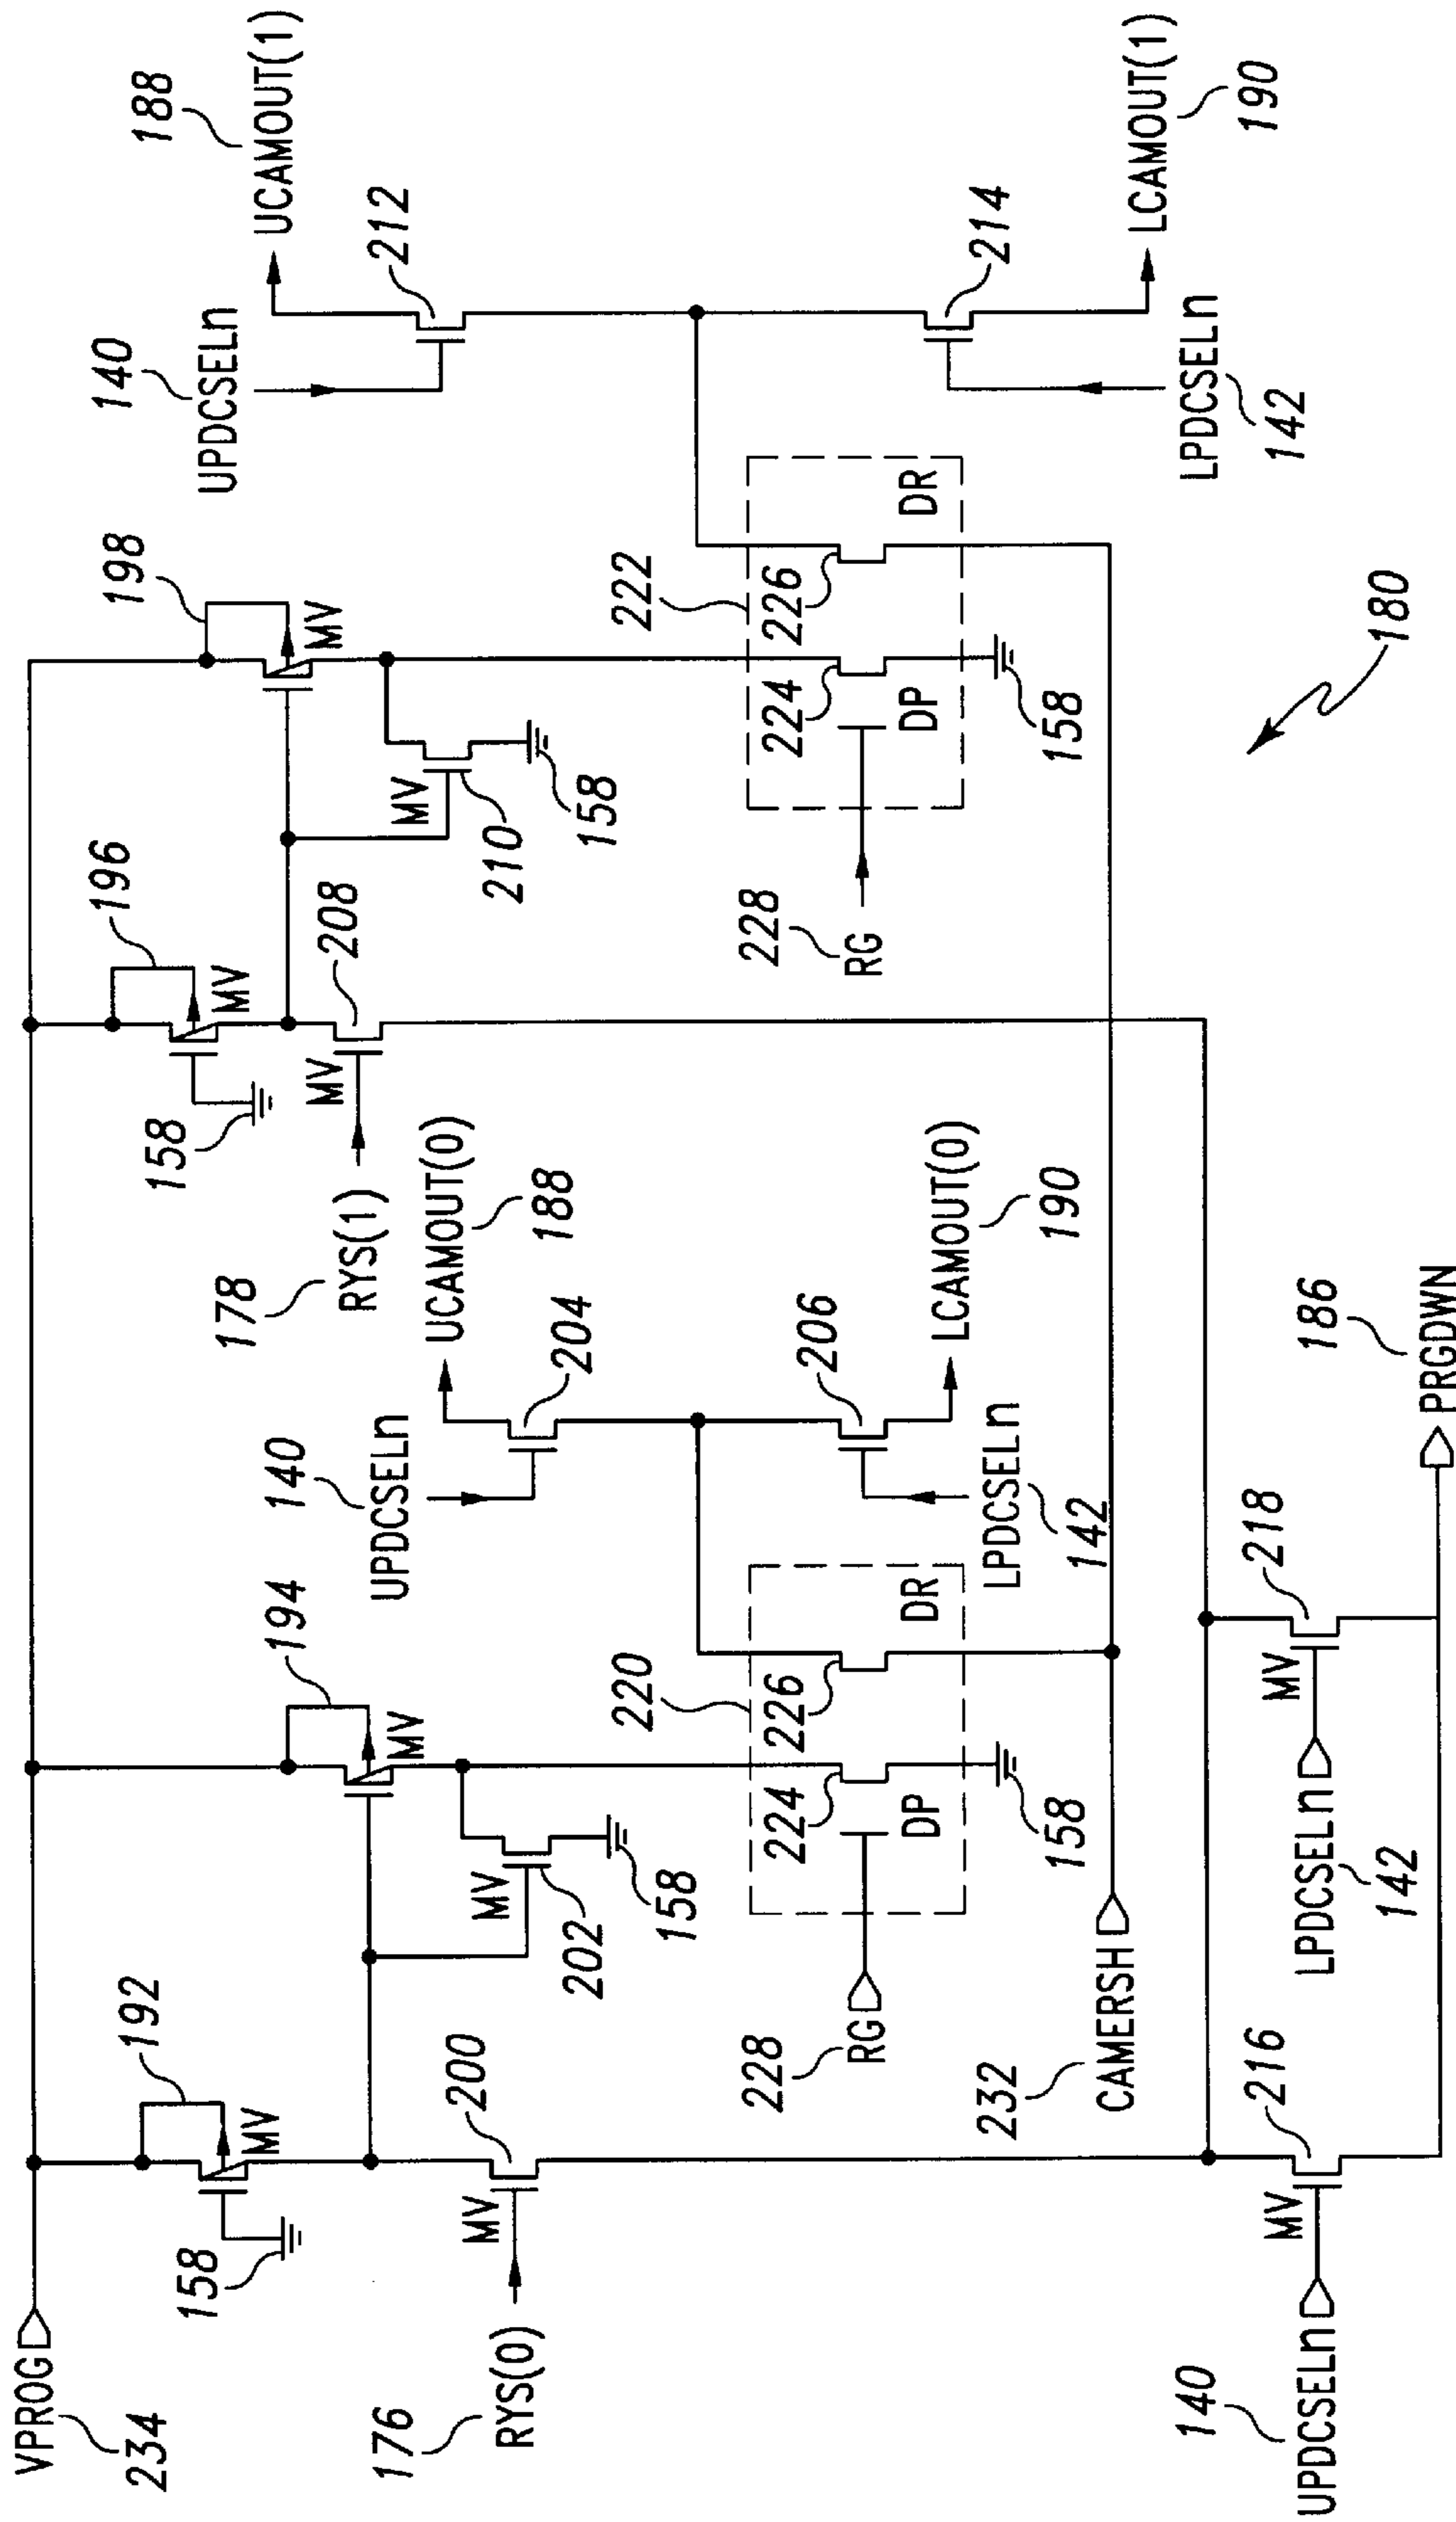 VPROG
234
158
192
MV
194
MV
158
196
MV
198
MV
140
UPDCSELn
188
UCAMOUT(1)
212
176
RYS(0)
MV
200
MV
202
158
140
UPDCSELn
204
UCAMOUT(0)
188
178
RYS(1)
MV
208
MV
210
158
228
RG
220
224
DP
226
DR
158
206
LPDCSELn
142
LCAMOUT(0)
190
228
RG
222
224
DP
226
DR
158
214
LPDCSELn
142
LCAMOUT(1)
190
232
CAMERSH
140
UPDCSELn
MV
216
LPDCSELn
142
MV
218
186
PRGDWN
180